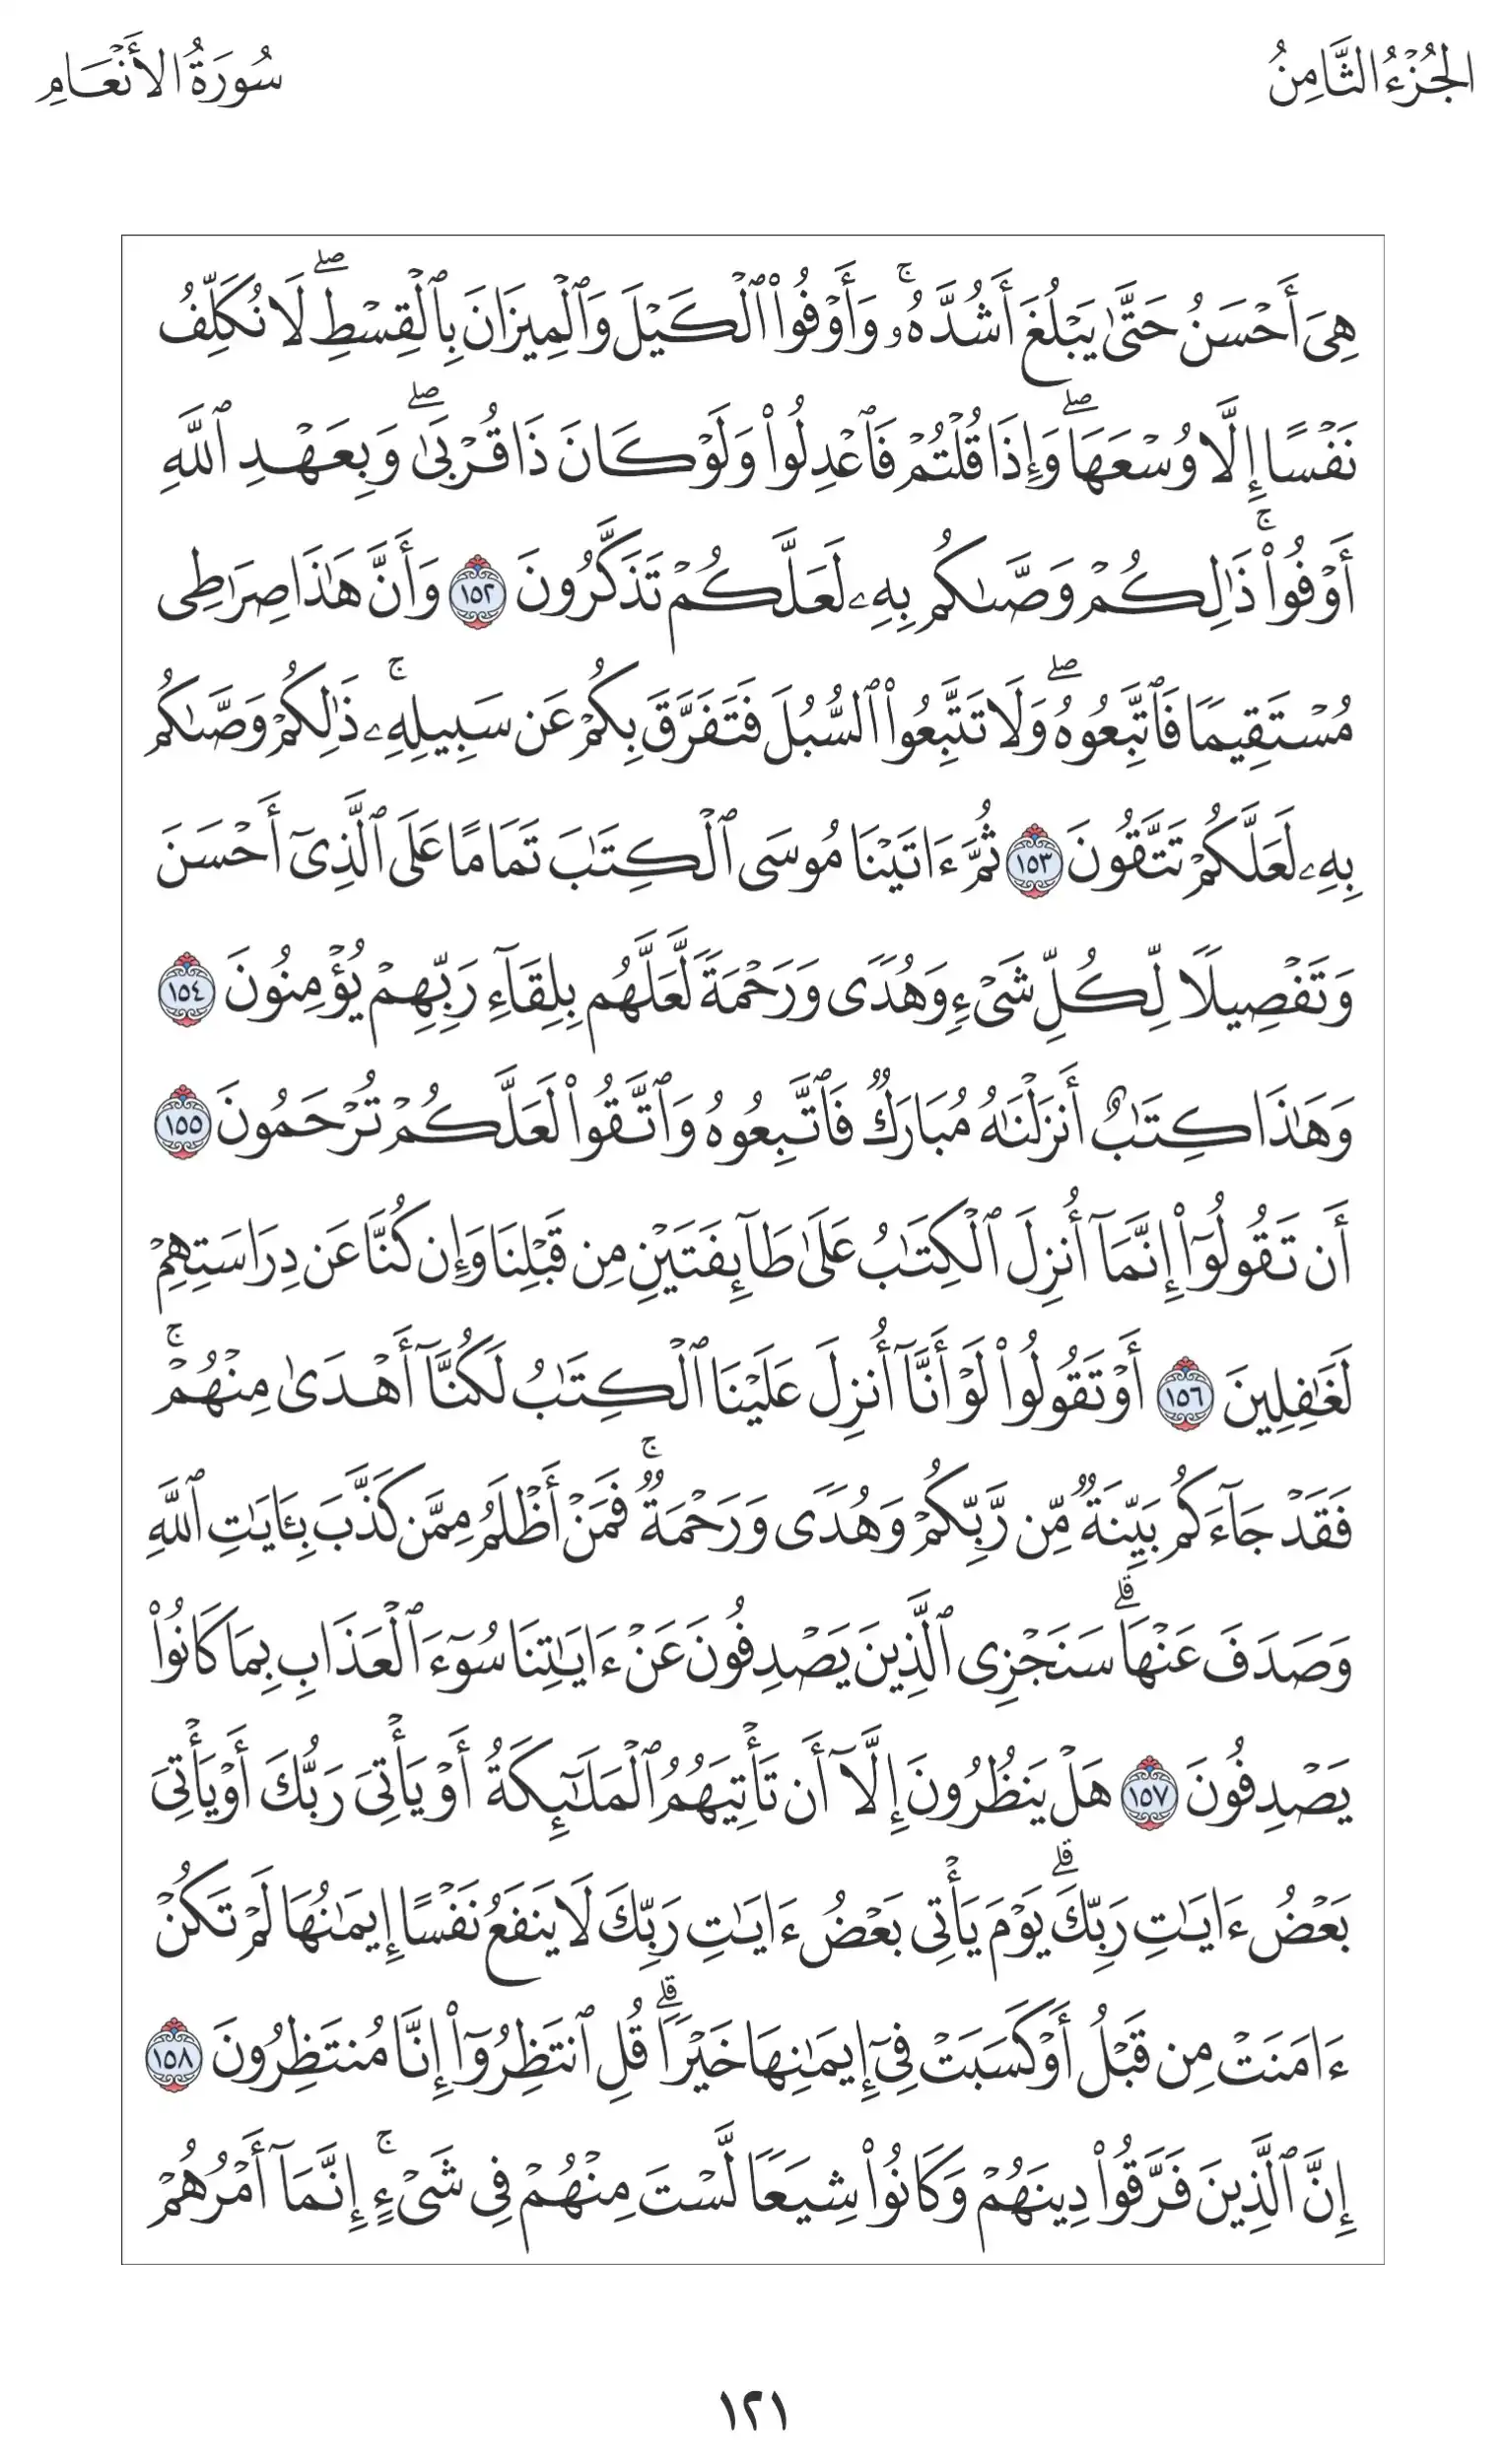 الجُزْءُ الثَّامِنُ
سُورَةُ الأَنْعَامِ
هِيَ أَحْسَنُ حَتَّىٰ يَبْلُغَ أَشُدَّهُۥۚ وَأَوْفُوا۟ ٱلْكَيْلَ وَٱلْمِيزَانَ بِٱلْقِسْطِۖ لَا نُكَلِّفُ
نَفْسًا إِلَّا وُسْعَهَاۖ وَإِذَا قُلْتُمْ فَٱعْدِلُوا۟ وَلَوْ كَانَ ذَا قُرْبَىٰۖ وَبِعَهْدِ ٱللَّهِ
أَوْفُوا۟ۚ ذَٰلِكُمْ وَصَّىٰكُم بِهِۦ لَعَلَّكُمْ تَذَكَّرُونَ ١٥٢ وَأَنَّ هَٰذَا صِرَٰطِى
مُسْتَقِيمًا فَٱتَّبِعُوهُۖ وَلَا تَتَّبِعُوا۟ ٱلسُّبُلَ فَتَفَرَّقَ بِكُمْ عَن سَبِيلِهِۦۚ ذَٰلِكُمْ وَصَّىٰكُم
بِهِۦ لَعَلَّكُمْ تَتَّقُونَ ١٥٣ ثُمَّ ءَاتَيْنَا مُوسَى ٱلْكِتَٰبَ تَمَامًا عَلَى ٱلَّذِىٓ أَحْسَنَ
وَتَفْصِيلًا لِّكُلِّ شَىْءٍ وَهُدًى وَرَحْمَةً لَّعَلَّهُم بِلِقَآءِ رَبِّهِمْ يُؤْمِنُونَ ١٥٤
وَهَٰذَا كِتَٰبٌ أَنزَلْنَٰهُ مُبَارَكٌ فَٱتَّبِعُوهُ وَٱتَّقُوا۟ لَعَلَّكُمْ تُرْحَمُونَ ١٥٥
أَن تَقُولُوٓا۟ إِنَّمَآ أُنزِلَ ٱلْكِتَٰبُ عَلَىٰ طَآئِفَتَيْنِ مِن قَبْلِنَا وَإِن كُنَّا عَن دِرَاسَتِهِمْ
لَغَٰفِلِينَ ١٥٦ أَوْ تَقُولُوا۟ لَوْ أَنَّآ أُنزِلَ عَلَيْنَا ٱلْكِتَٰبُ لَكُنَّآ أَهْدَىٰ مِنْهُمْۚ
فَقَدْ جَآءَكُم بَيِّنَةٌ مِّن رَّبِّكُمْ وَهُدًى وَرَحْمَةٌۚ فَمَنْ أَظْلَمُ مِمَّن كَذَّبَ بِـَٔايَٰتِ ٱللَّهِ
وَصَدَفَ عَنْهَاۗ سَنَجْزِى ٱلَّذِينَ يَصْدِفُونَ عَنْ ءَايَٰتِنَا سُوٓءَ ٱلْعَذَابِ بِمَا كَانُوا۟
يَصْدِفُونَ ١٥٧ هَلْ يَنظُرُونَ إِلَّآ أَن تَأْتِيَهُمُ ٱلْمَلَٰٓئِكَةُ أَوْ يَأْتِىَ رَبُّكَ أَوْ يَأْتِىَ
بَعْضُ ءَايَٰتِ رَبِّكَۗ يَوْمَ يَأْتِى بَعْضُ ءَايَٰتِ رَبِّكَ لَا يَنفَعُ نَفْسًا إِيمَٰنُهَا لَمْ تَكُنْ
ءَامَنَتْ مِن قَبْلُ أَوْ كَسَبَتْ فِىٓ إِيمَٰنِهَا خَيْرًاۗ قُلِ ٱنتَظِرُوٓا۟ إِنَّا مُنتَظِرُونَ ١٥٨
إِنَّ ٱلَّذِينَ فَرَّقُوا۟ دِينَهُمْ وَكَانُوا۟ شِيَعًا لَّسْتَ مِنْهُمْ فِى شَىْءٍۚ إِنَّمَآ أَمْرُهُمْ
١٢١